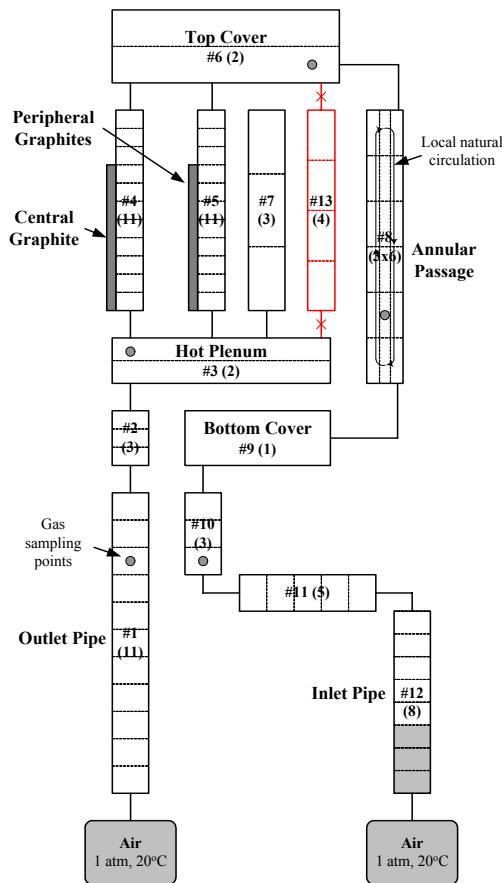 Top Cover
#6 (2)
Peripheral
Graphites
Central
Graphite
#4
(11)
#5
(11)
#7
(3)
#13
(4)
Local natural
circulation
#8
(3x6)
Annular
Passage
Hot Plenum
#3 (2)
#2
(3)
Bottom Cover
#9 (1)
Gas
sampling
points
#10
(3)
#11 (5)
Outlet Pipe
#1
(11)
Inlet Pipe
#12
(8)
Air
1 atm, 20°C
Air
1 atm, 20°C